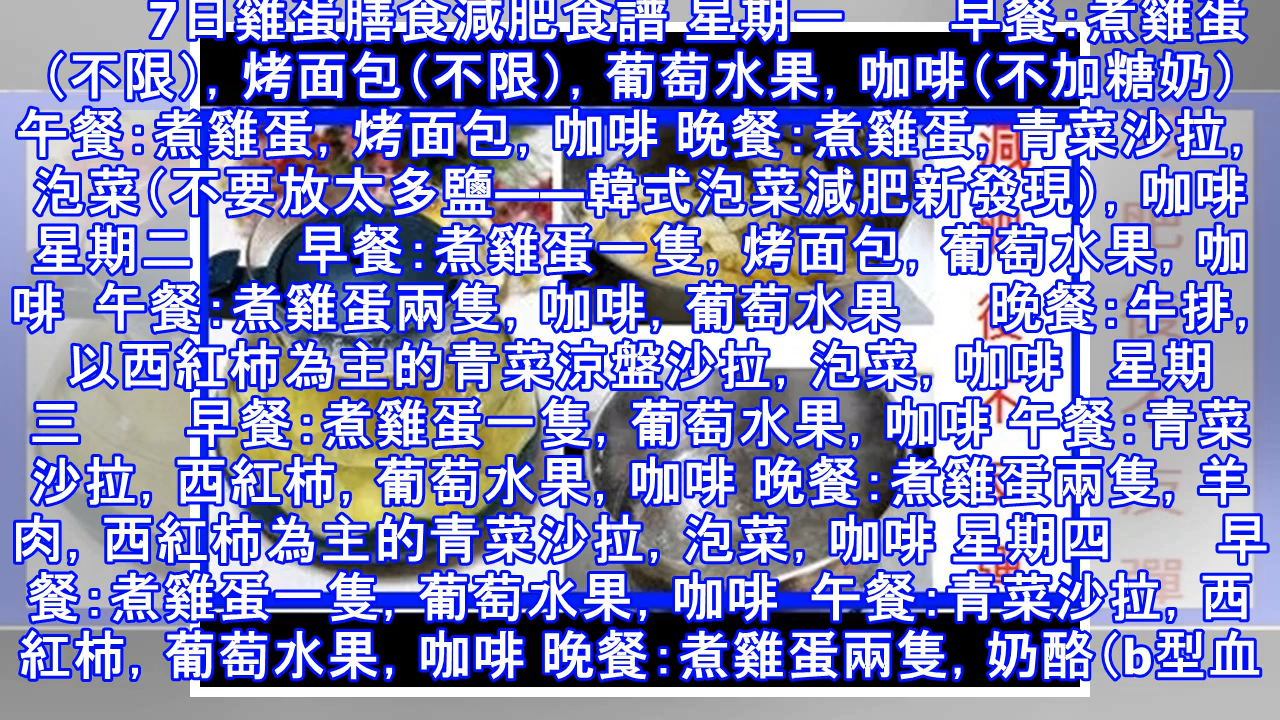 7日雞蛋膳食減肥食譜 星期一 早餐:煮雞蛋
(不限), 烤面包(不限), 葡萄水果, 咖啡(不加糖奶)
午餐:煮雞蛋, 烤面包, 咖啡 晚餐:煮雞蛋, 青菜沙拉,
泡菜(不要放太多鹽——韓式泡菜減肥新發現), 咖啡
星期二 早餐:煮雞蛋一隻, 烤面包, 葡萄水果, 咖
啡 午餐:煮雞蛋兩隻, 咖啡, 葡萄水果 晚餐:牛排,
以西紅柿為主的青菜涼盤沙拉, 泡菜, 咖啡 星期
三 早餐:煮雞蛋一隻, 葡萄水果, 咖啡 午餐:青菜
沙拉, 西紅柿, 葡萄水果, 咖啡 晚餐:煮雞蛋兩隻, 羊
肉, 西紅柿為主的青菜沙拉, 泡菜, 咖啡 星期四 早
餐:煮雞蛋一隻, 葡萄水果, 咖啡 午餐:青菜沙拉, 西
紅柿, 葡萄水果, 咖啡 晚餐:煮雞蛋兩隻, 奶酪(b型血
減
後
彈